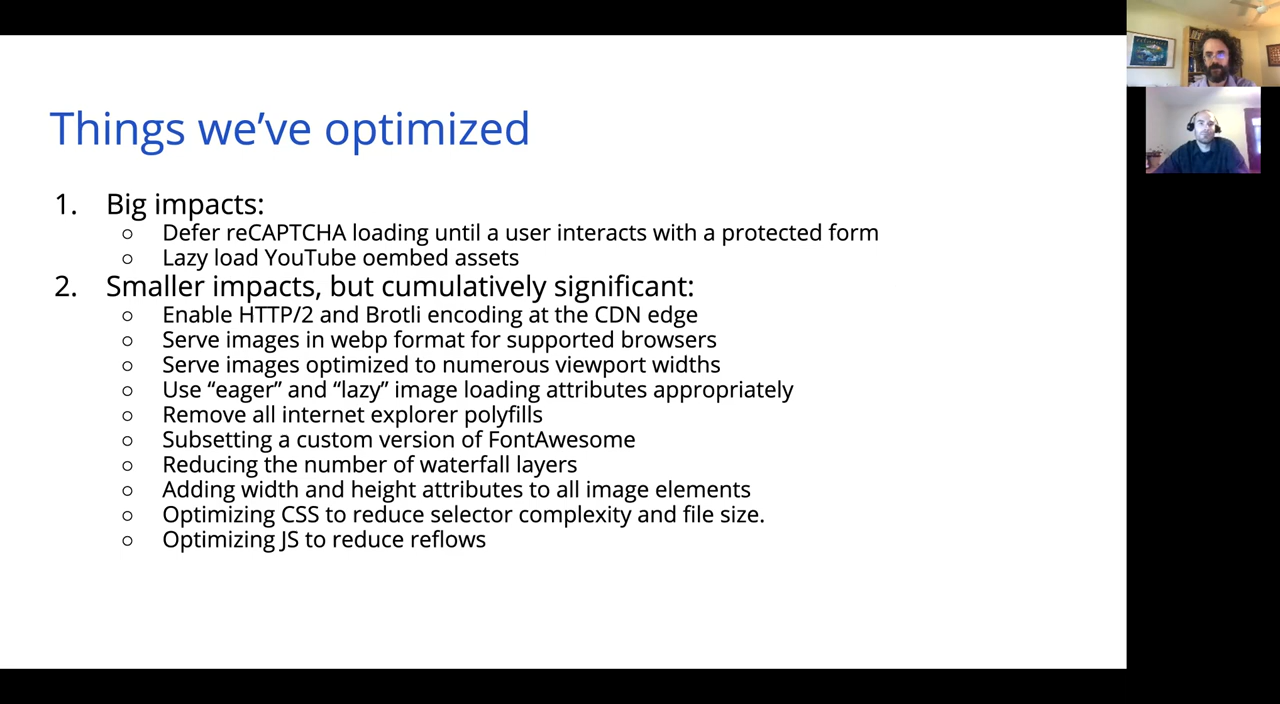 Things we’ve optimized
1. Big impacts:
○ Defer reCAPTCHA loading until a user interacts with a protected form
○ Lazy load YouTube oembed assets
2. Smaller impacts, but cumulatively significant:
○ Enable HTTP/2 and Brotli encoding at the CDN edge
○ Serve images in webp format for supported browsers
○ Serve images optimized to numerous viewport widths
○ Use “eager” and “lazy” image loading attributes appropriately
○ Remove all internet explorer polyfills
○ Subsetting a custom version of FontAwesome
○ Reducing the number of waterfall layers
○ Adding width and height attributes to all image elements
○ Optimizing CSS to reduce selector complexity and file size.
○ Optimizing JS to reduce reflows